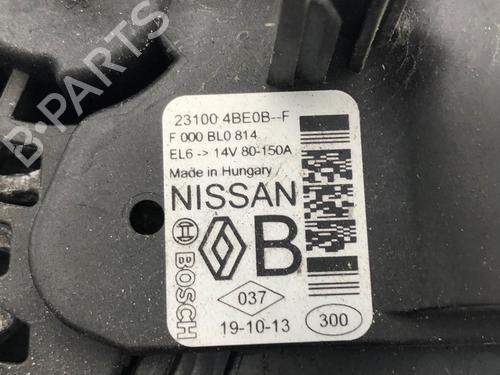 23100 4BE0B--F
F 000 BL0 814
EL6 -> 14V 80-150A
Made in Hungary
NISSAN
BOSCH
B
037
19-10-13
300
B-PARTS